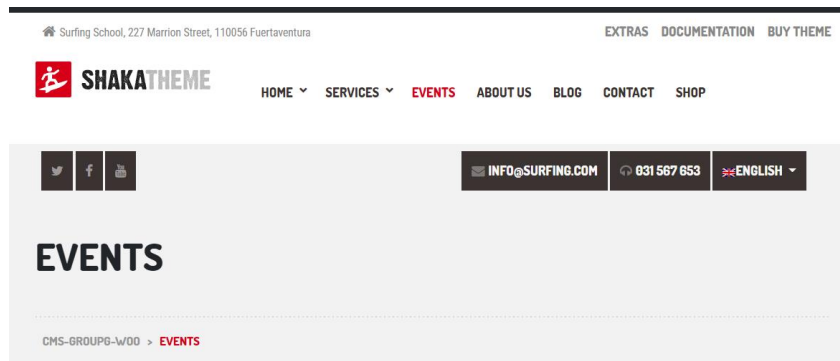 Surfing School, 227 Marrion Street, 110056 Fuertaventura
EXTRAS DOCUMENTATION BUY THEME
SHAKATHEME
HOME SERVICES EVENTS ABOUT US BLOG CONTACT SHOP
INFO@SURFING.COM 031 567 653 ENGLISH
EVENTS
CMS-GROUPG-WOO > EVENTS